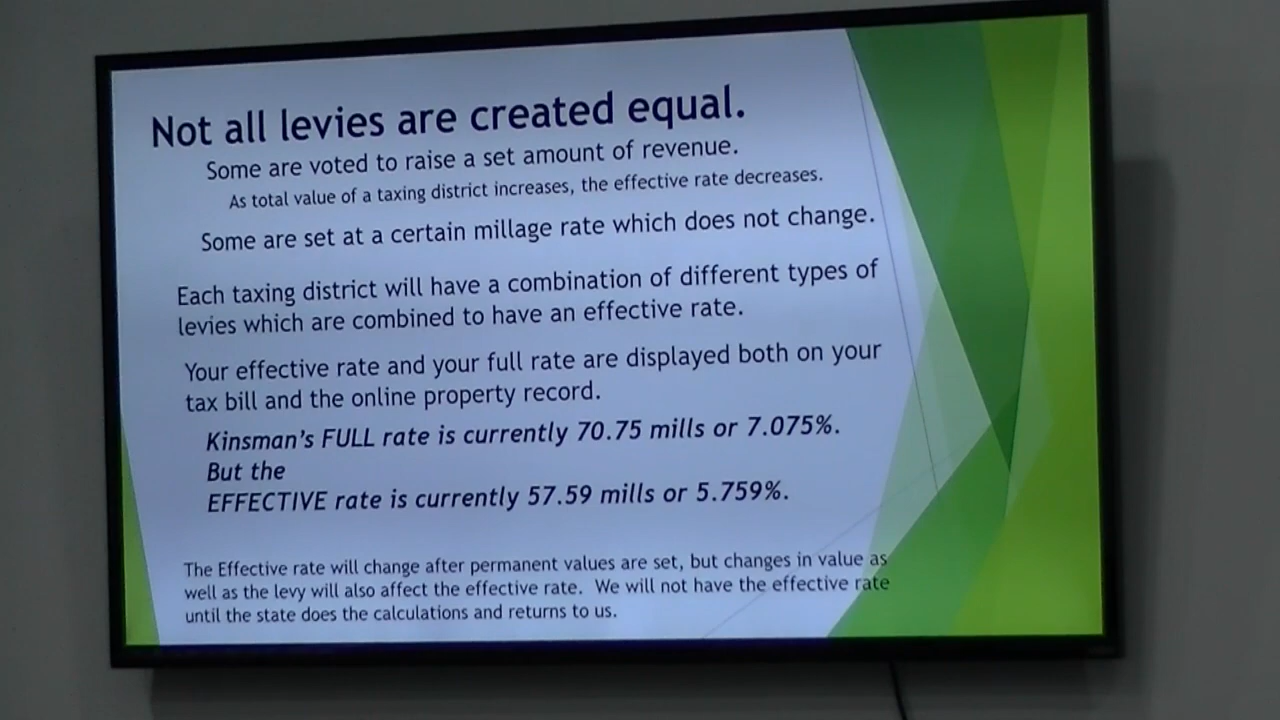 Not all levies are created equal.
Some are voted to raise a set amount of revenue.
As total value of a taxing district increases, the effective rate decreases.
Some are set at a certain millage rate which does not change.
Each taxing district will have a combination of different types of
levies which are combined to have an effective rate.
Your effective rate and your full rate are displayed both on your
tax bill and the online property record.
Kinsman's FULL rate is currently 70.75 mills or 7.075%.
But the
EFFECTIVE rate is currently 57.59 mills or 5.759%.
The Effective rate will change after permanent values are set, but changes in value as
well as the levy will also affect the effective rate. We will not have the effective rate
until the state does the calculations and returns to us.